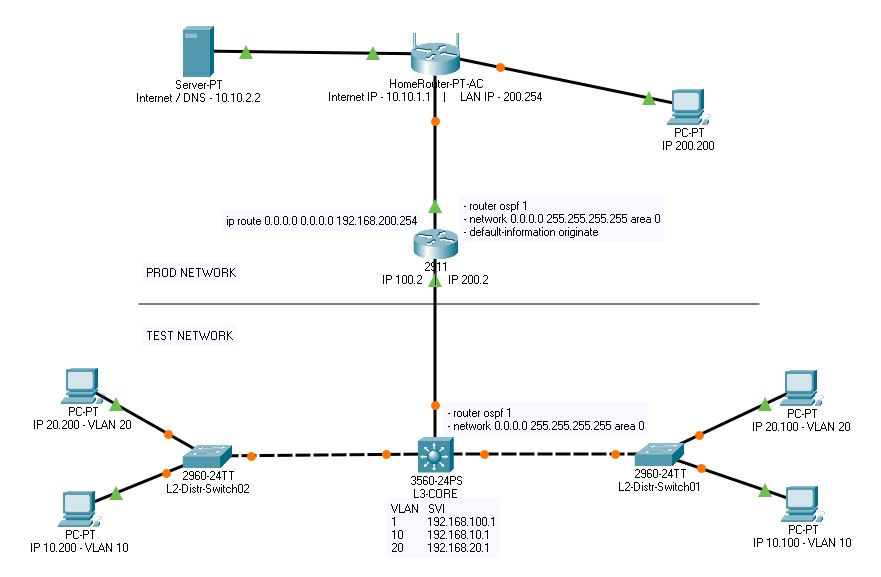 Server-PT
Internet / DNS - 10.10.2.2
HomeRouter-PT-AC
Internet IP - 10.10.1.1 | LAN IP - 200.254
PC-PT
IP 200.200
ip route 0.0.0.0 0.0.0.0 192.168.200.254
- router ospf 1
- network 0.0.0.0 255.255.255.255 area 0
- default-information originate
2911
IP 100.2 IP 200.2
PROD NETWORK
TEST NETWORK
PC-PT
IP 20.200 - VLAN 20
PC-PT
IP 10.200 - VLAN 10
2960-24TT
L2-Distr-Switch02
- router ospf 1
- network 0.0.0.0 255.255.255.255 area 0
3560-24PS
L3-CORE
VLAN SVI
1 192.168.100.1
10 192.168.10.1
20 192.168.20.1
2960-24TT
L2-Distr-Switch01
PC-PT
IP 20.100 - VLAN 20
PC-PT
IP 10.100 - VLAN 10